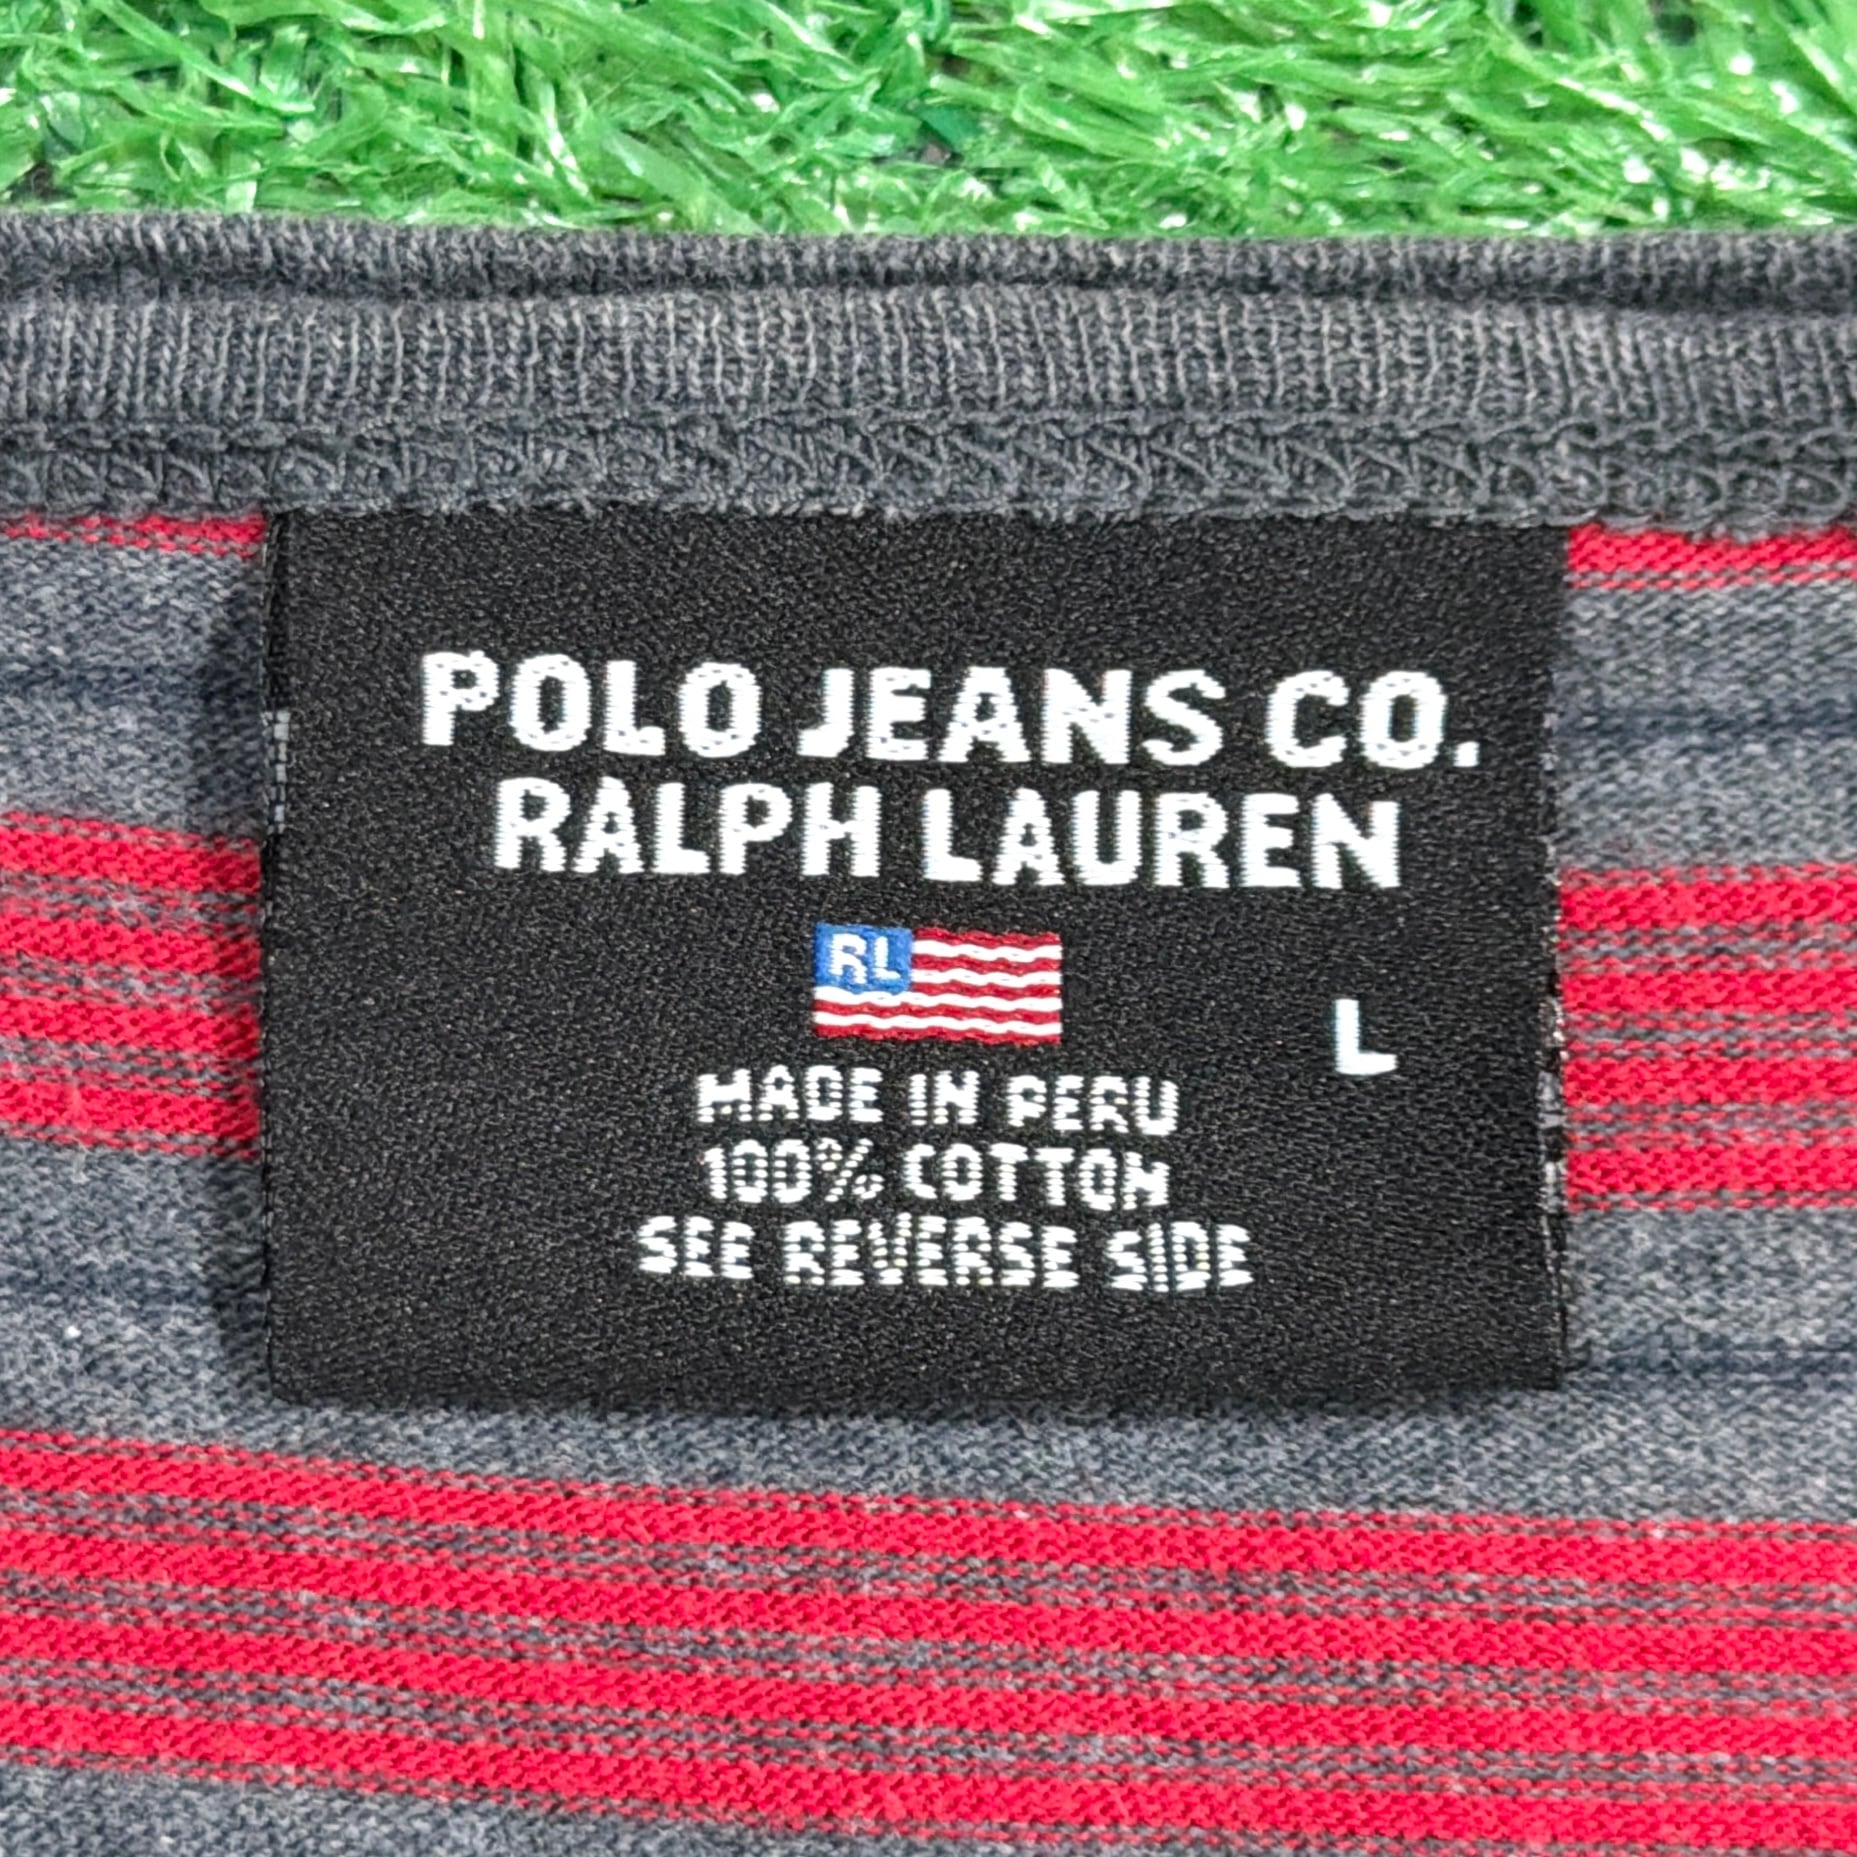 POLO JEANS CO.
RALPH LAUREN
RL
L
MADE IN PERU
100% COTTON
SEE REVERSE SIDE